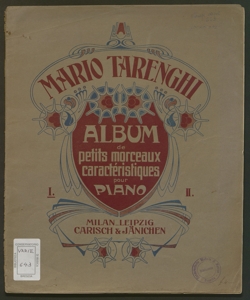 MARIO TARENGHI
ALBUM
de
petits morceaux
caractéristiques
pour
PIANO
I.
II.
MILAN, LEIPZIG
CARISCH & JÄNICHEN